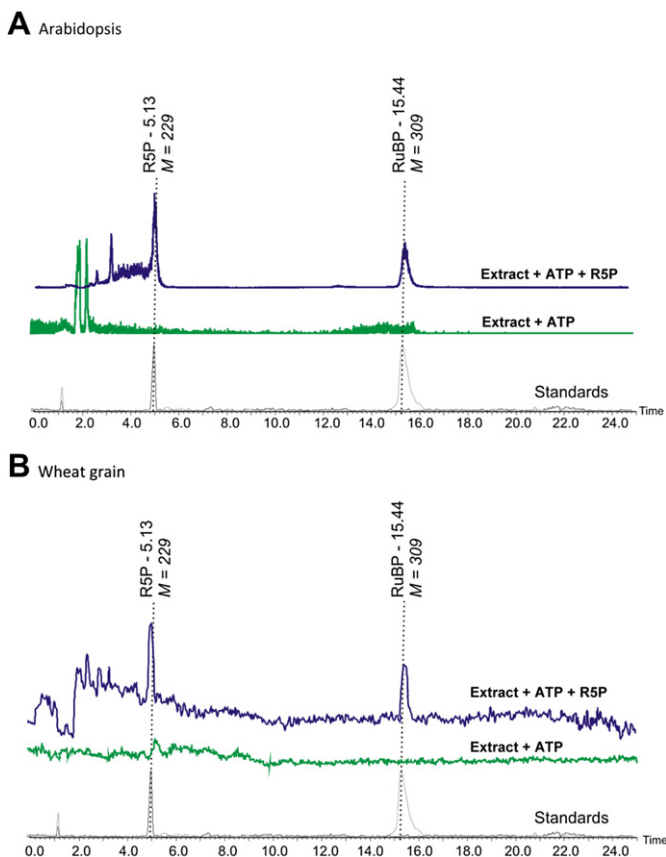 A Arabidopsis
R5P - 5.13
M = 229
RuBP - 15.44
M = 309
Extract + ATP + R5P
Extract + ATP
Standards
Time
0.0 2.0 4.0 6.0 8.0 10.0 12.0 14.0 16.0 18.0 20.0 22.0 24.0
B Wheat grain
R5P - 5.13
M = 229
RuBP - 15.44
M = 309
Extract + ATP + R5P
Extract + ATP
Standards
Time
0.0 2.0 4.0 6.0 8.0 10.0 12.0 14.0 16.0 18.0 20.0 22.0 24.0